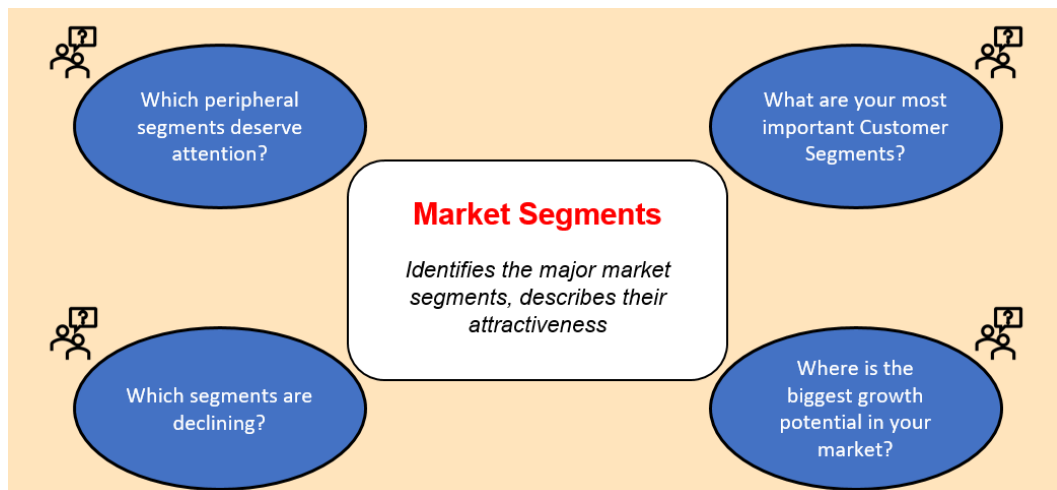 Which peripheral
segments deserve
attention?
What are your most
important Customer
Segments?
Market Segments
Identifies the major market
segments, describes their
attractiveness
Which segments are
declining?
Where is the
biggest growth
potential in your
market?